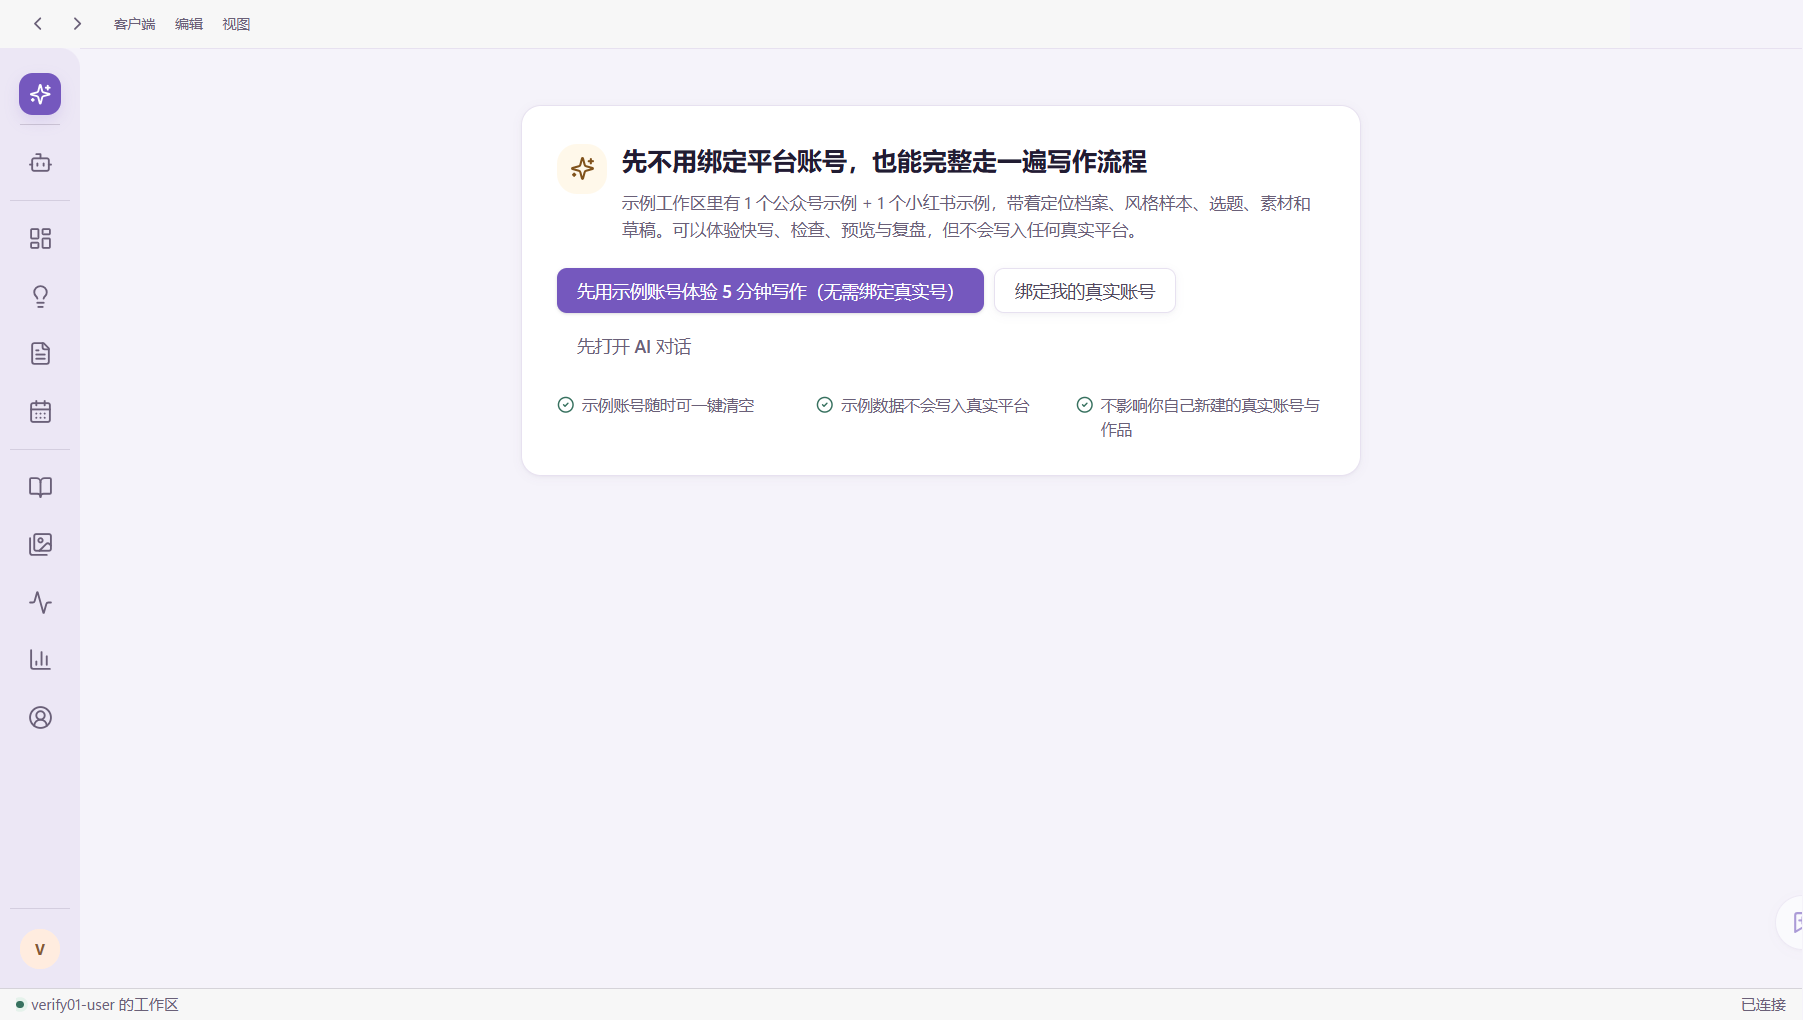 客户端 编辑 视图
先不用绑定平台账号，也能完整走一遍写作流程
示例工作区里有 1 个公众号示例 + 1 个小红书示例，带着定位档案、风格样本、选题、素材和
草稿。可以体验快写、检查、预览与复盘，但不会写入任何真实平台。
先用示例账号体验 5 分钟写作（无需绑定真实号） 绑定我的真实账号
先打开 AI 对话
示例账号随时可一键清空 示例数据不会写入真实平台 不影响你自己新建的真实账号与
作品
V
verify01-user 的工作区 已连接